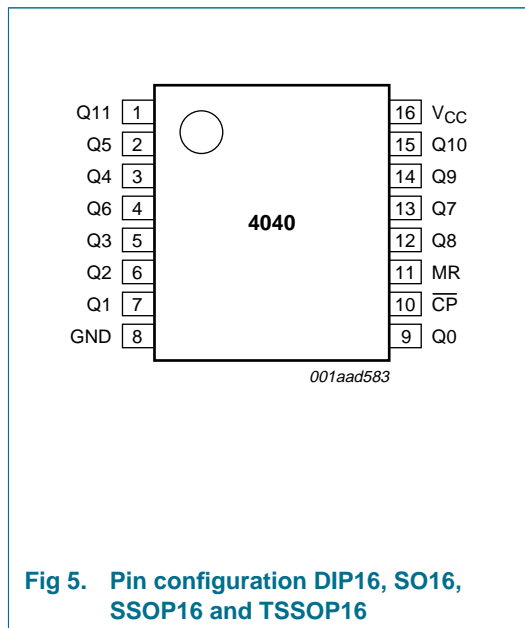 Q11 1 16 VCC
Q5 2 15 Q10
Q4 3 14 Q9
Q6 4 13 Q7
4040
Q3 5 12 Q8
Q2 6 11 MR
Q1 7 10 C̅P̅
GND 8 9 Q0
001aad583
Fig 5. Pin configuration DIP16, SO16,
SSOP16 and TSSOP16